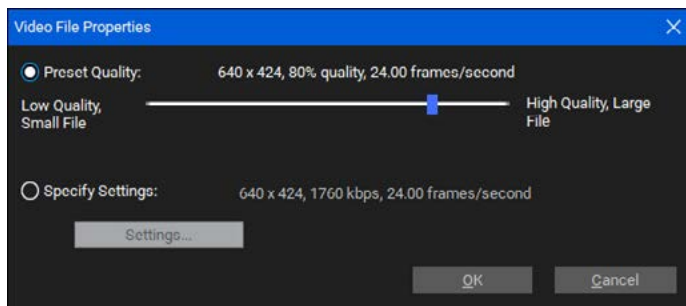 Video File Properties
Preset Quality: 640 x 424, 80% quality, 24.00 frames/second
Low Quality, High Quality, Large
Small File File
Specify Settings: 640 x 424, 1760 kbps, 24.00 frames/second
Settings...
OK Cancel